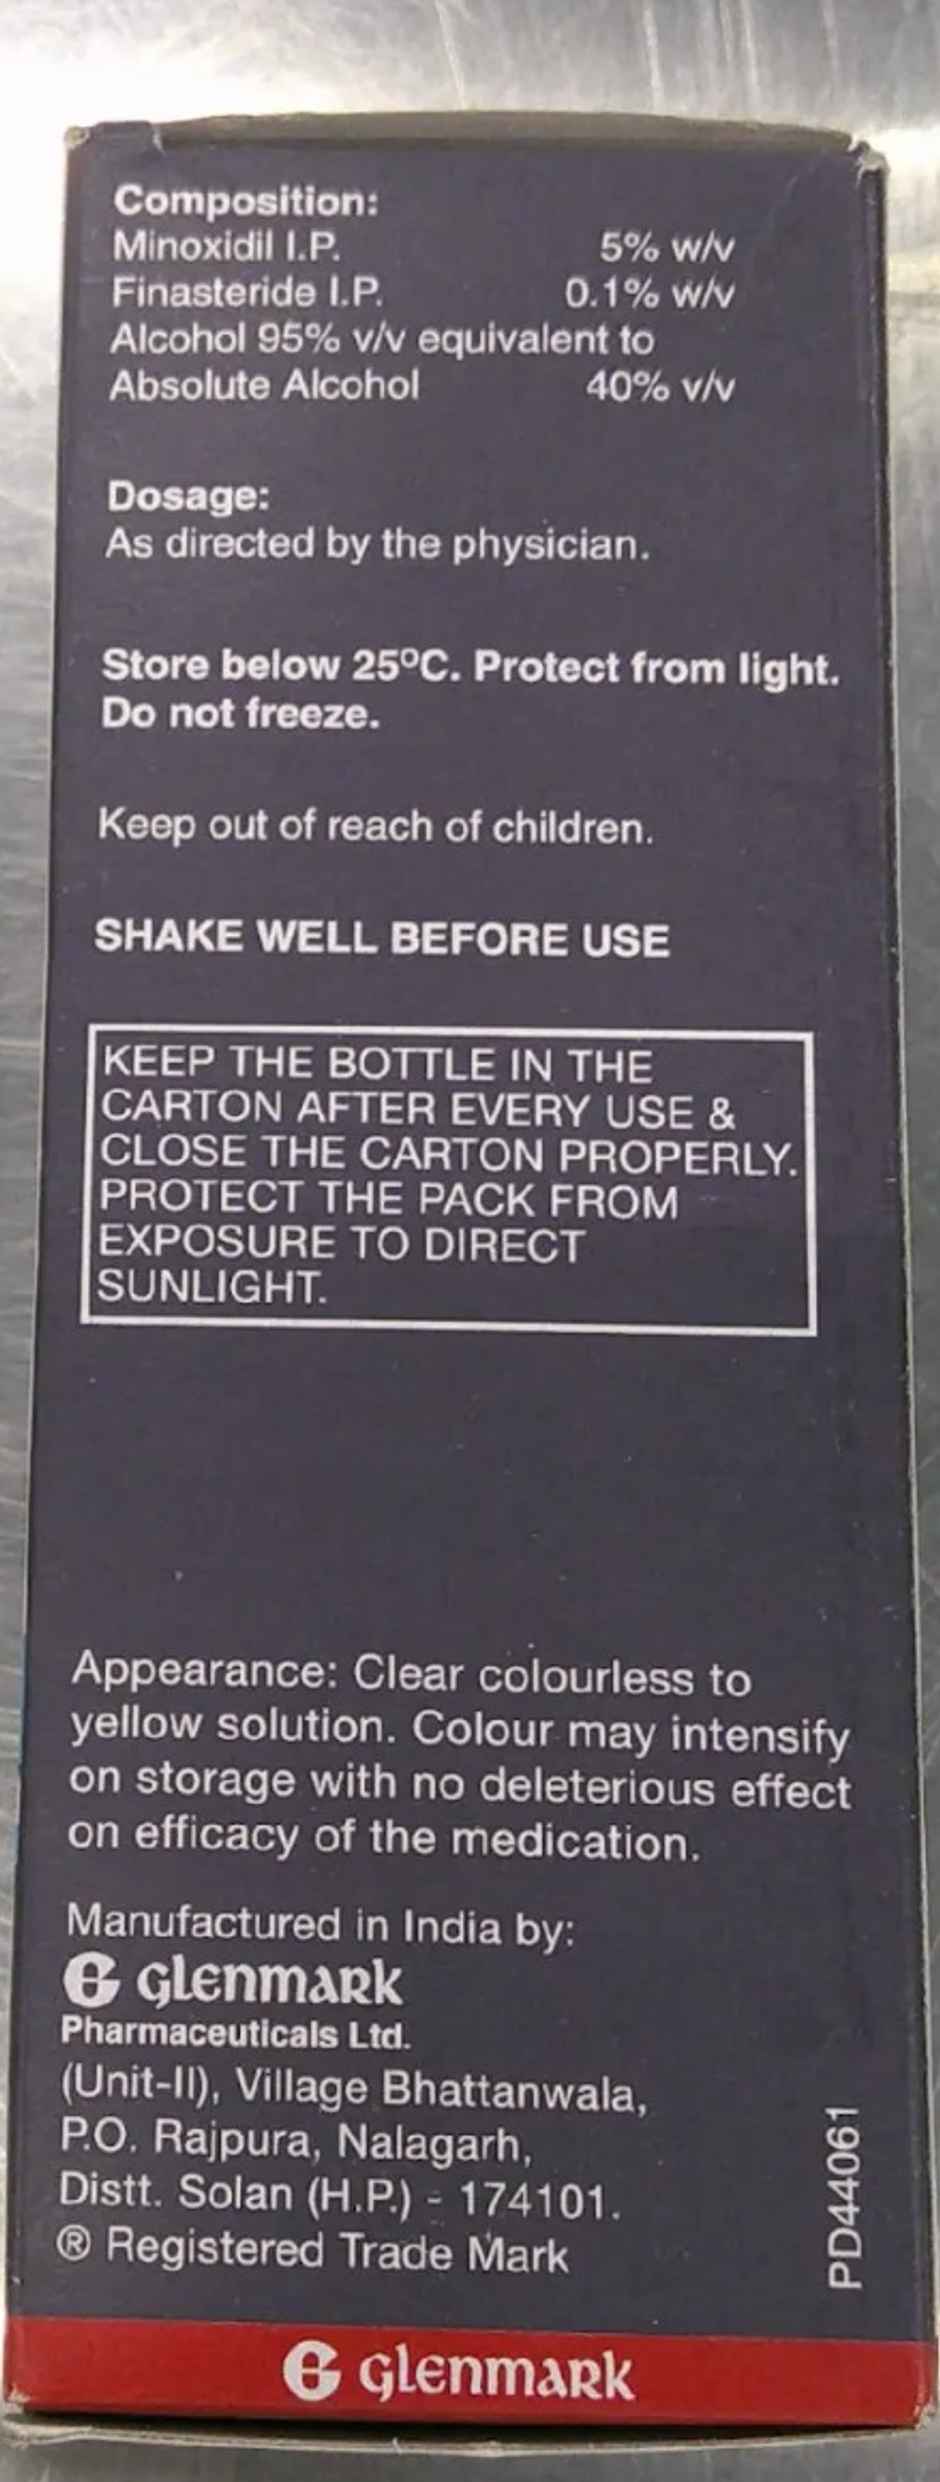 Composition:
Minoxidil I.P. 5% w/v
Finasteride I.P. 0.1% w/v
Alcohol 95% v/v equivalent to
Absolute Alcohol 40% v/v
Dosage:
As directed by the physician.
Store below 25ºC. Protect from light.
Do not freeze.
Keep out of reach of children.
SHAKE WELL BEFORE USE
KEEP THE BOTTLE IN THE
CARTON AFTER EVERY USE &
CLOSE THE CARTON PROPERLY.
PROTECT THE PACK FROM
EXPOSURE TO DIRECT
SUNLIGHT.
Appearance: Clear colourless to
yellow solution. Colour may intensify
on storage with no deleterious effect
on efficacy of the medication.
Manufactured in India by:
glenmark
Pharmaceuticals Ltd.
(Unit-II), Village Bhattanwala,
P.O. Rajpura, Nalagarh,
Distt. Solan (H.P.) - 174101.
® Registered Trade Mark
PD44061
glenmark